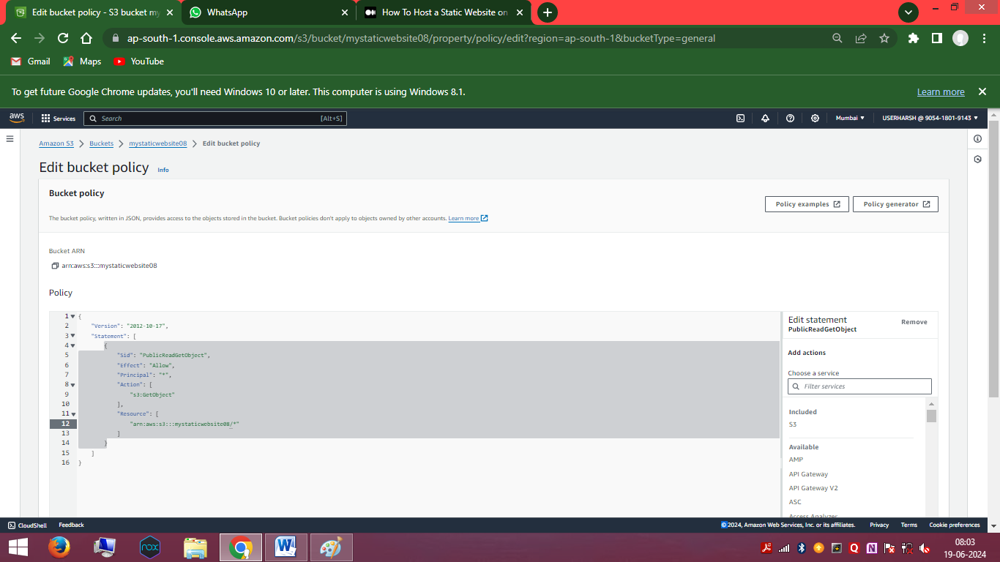 Edit bucket policy - S3 bucket my
WhatsApp
How To Host a Static Website on
ap-south-1.console.aws.amazon.com/s3/bucket/mystaticwebsite08/property/policy/edit?region=ap-south-1&bucketType=general
Gmail
Maps
YouTube
To get future Google Chrome updates, you'll need Windows 10 or later. This computer is using Windows 8.1.
Learn more
aws
Services
Search
[Alt+S]
Mumbai
USERHARSH @ 9054-1801-9143
Amazon S3
Buckets
mystaticwebsite08
Edit bucket policy
Edit bucket policy
Info
Bucket policy
Policy examples
Policy generator
The bucket policy, written in JSON, provides access to the objects stored in the bucket. Bucket policies don't apply to objects owned by other accounts. Learn more
Bucket ARN
arn:aws:s3:::mystaticwebsite08
Policy
1 {
2 "Version": "2012-10-17",
3 "Statement": [
4 {
5 "Sid": "PublicReadGetObject",
6 "Effect": "Allow",
7 "Principal": "*",
8 "Action": [
9 "s3:GetObject"
10 ],
11 "Resource": [
12 "arn:aws:s3:::mystaticwebsite08/*"
13 ]
14 }
15 ]
16 }
Edit statement
Remove
PublicReadGetObject
Add actions
Choose a service
Filter services
Included
S3
Available
AMP
API Gateway
API Gateway V2
ASC
Access Analyzer
CloudShell
Feedback
© 2024, Amazon Web Services, Inc. or its affiliates.
Privacy
Terms
Cookie preferences
nox
08:03
19-06-2024